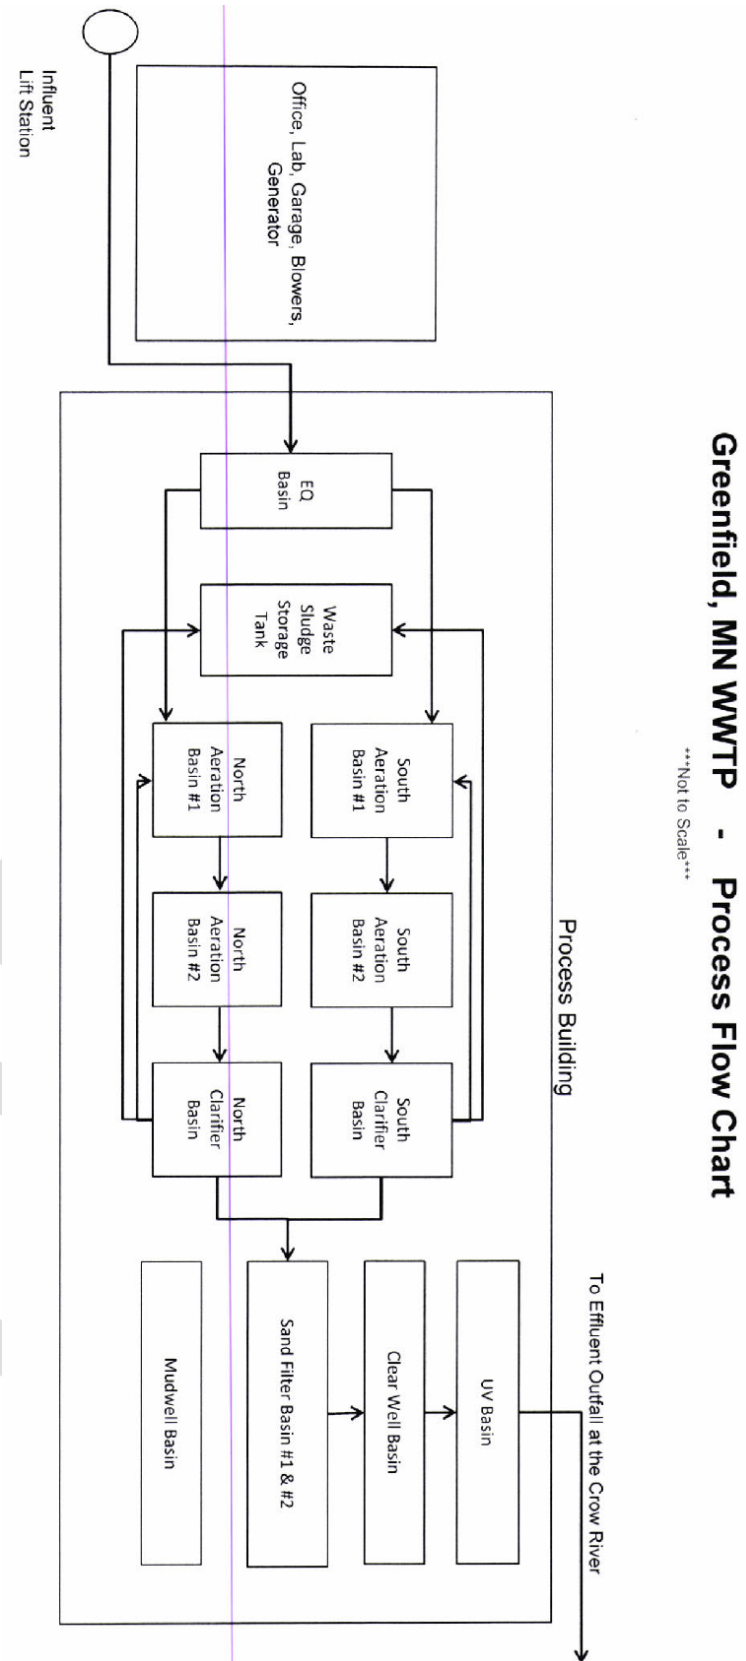 Greenfield, MN WWTP - Process Flow Chart
***Not to Scale***
Process Building
To Effluent Outfall at the Crow River
Office, Lab, Garage, Blowers,
Generator
Influent
Lift Station
EQ
Basin
Waste
Sludge
Storage
Tank
South
Aeration
Basin #1
South
Aeration
Basin #2
South
Clarifier
Basin
North
Aeration
Basin #1
North
Aeration
Basin #2
North
Clarifier
Basin
UV Basin
Clear Well Basin
Sand Filter Basin #1 & #2
Mudwell Basin